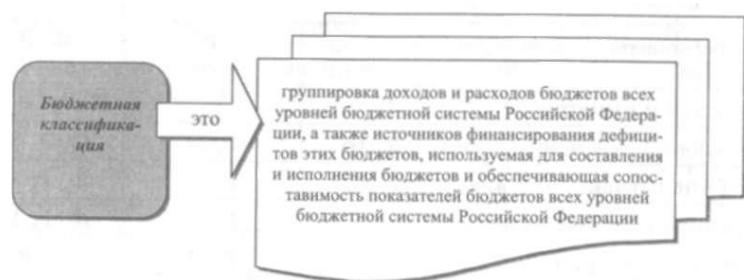 Бюджетная
классифика-
ция
это
группировка доходов и расходов бюджетов всех
уровней бюджетной системы Российской Федера-
ции, а также источников финансирования дефици-
тов этих бюджетов, используемая для составления
и исполнения бюджетов и обеспечивающая сопос-
тавимость показателей бюджетов всех уровней
бюджетной системы Российской Федерации